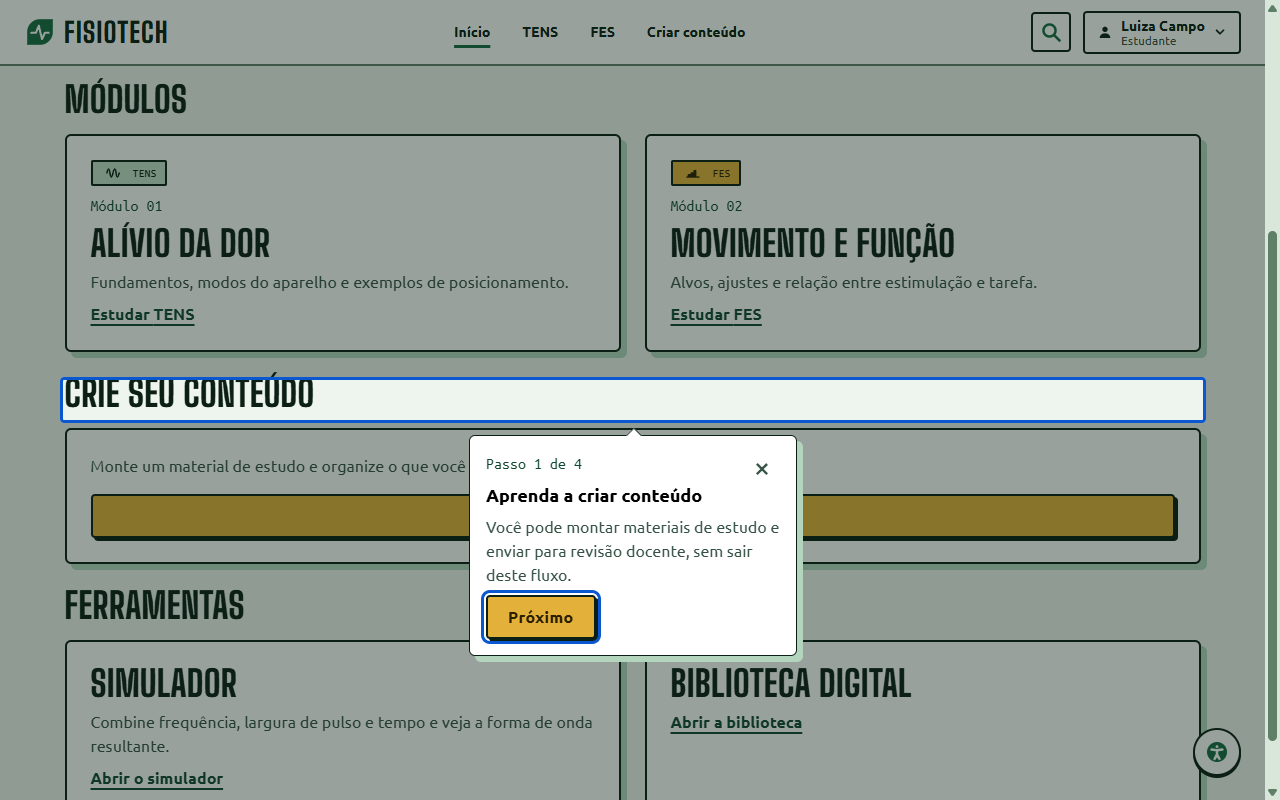 FISIOTECH
Início
TENS
FES
Criar conteúdo
Luiza Campo
Estudante
MÓDULOS
TENS
Módulo 01
ALÍVIO DA DOR
Fundamentos, modos do aparelho e exemplos de posicionamento.
Estudar TENS
FES
Módulo 02
MOVIMENTO E FUNÇÃO
Alvos, ajustes e relação entre estimulação e tarefa.
Estudar FES
CRIE SEU CONTEÚDO
Monte um material de estudo e organize o que você
Passo 1 de 4
Aprenda a criar conteúdo
Você pode montar materiais de estudo e
enviar para revisão docente, sem sair
deste fluxo.
Próximo
FERRAMENTAS
SIMULADOR
Combine frequência, largura de pulso e tempo e veja a forma de onda
resultante.
Abrir o simulador
BIBLIOTECA DIGITAL
Abrir a biblioteca